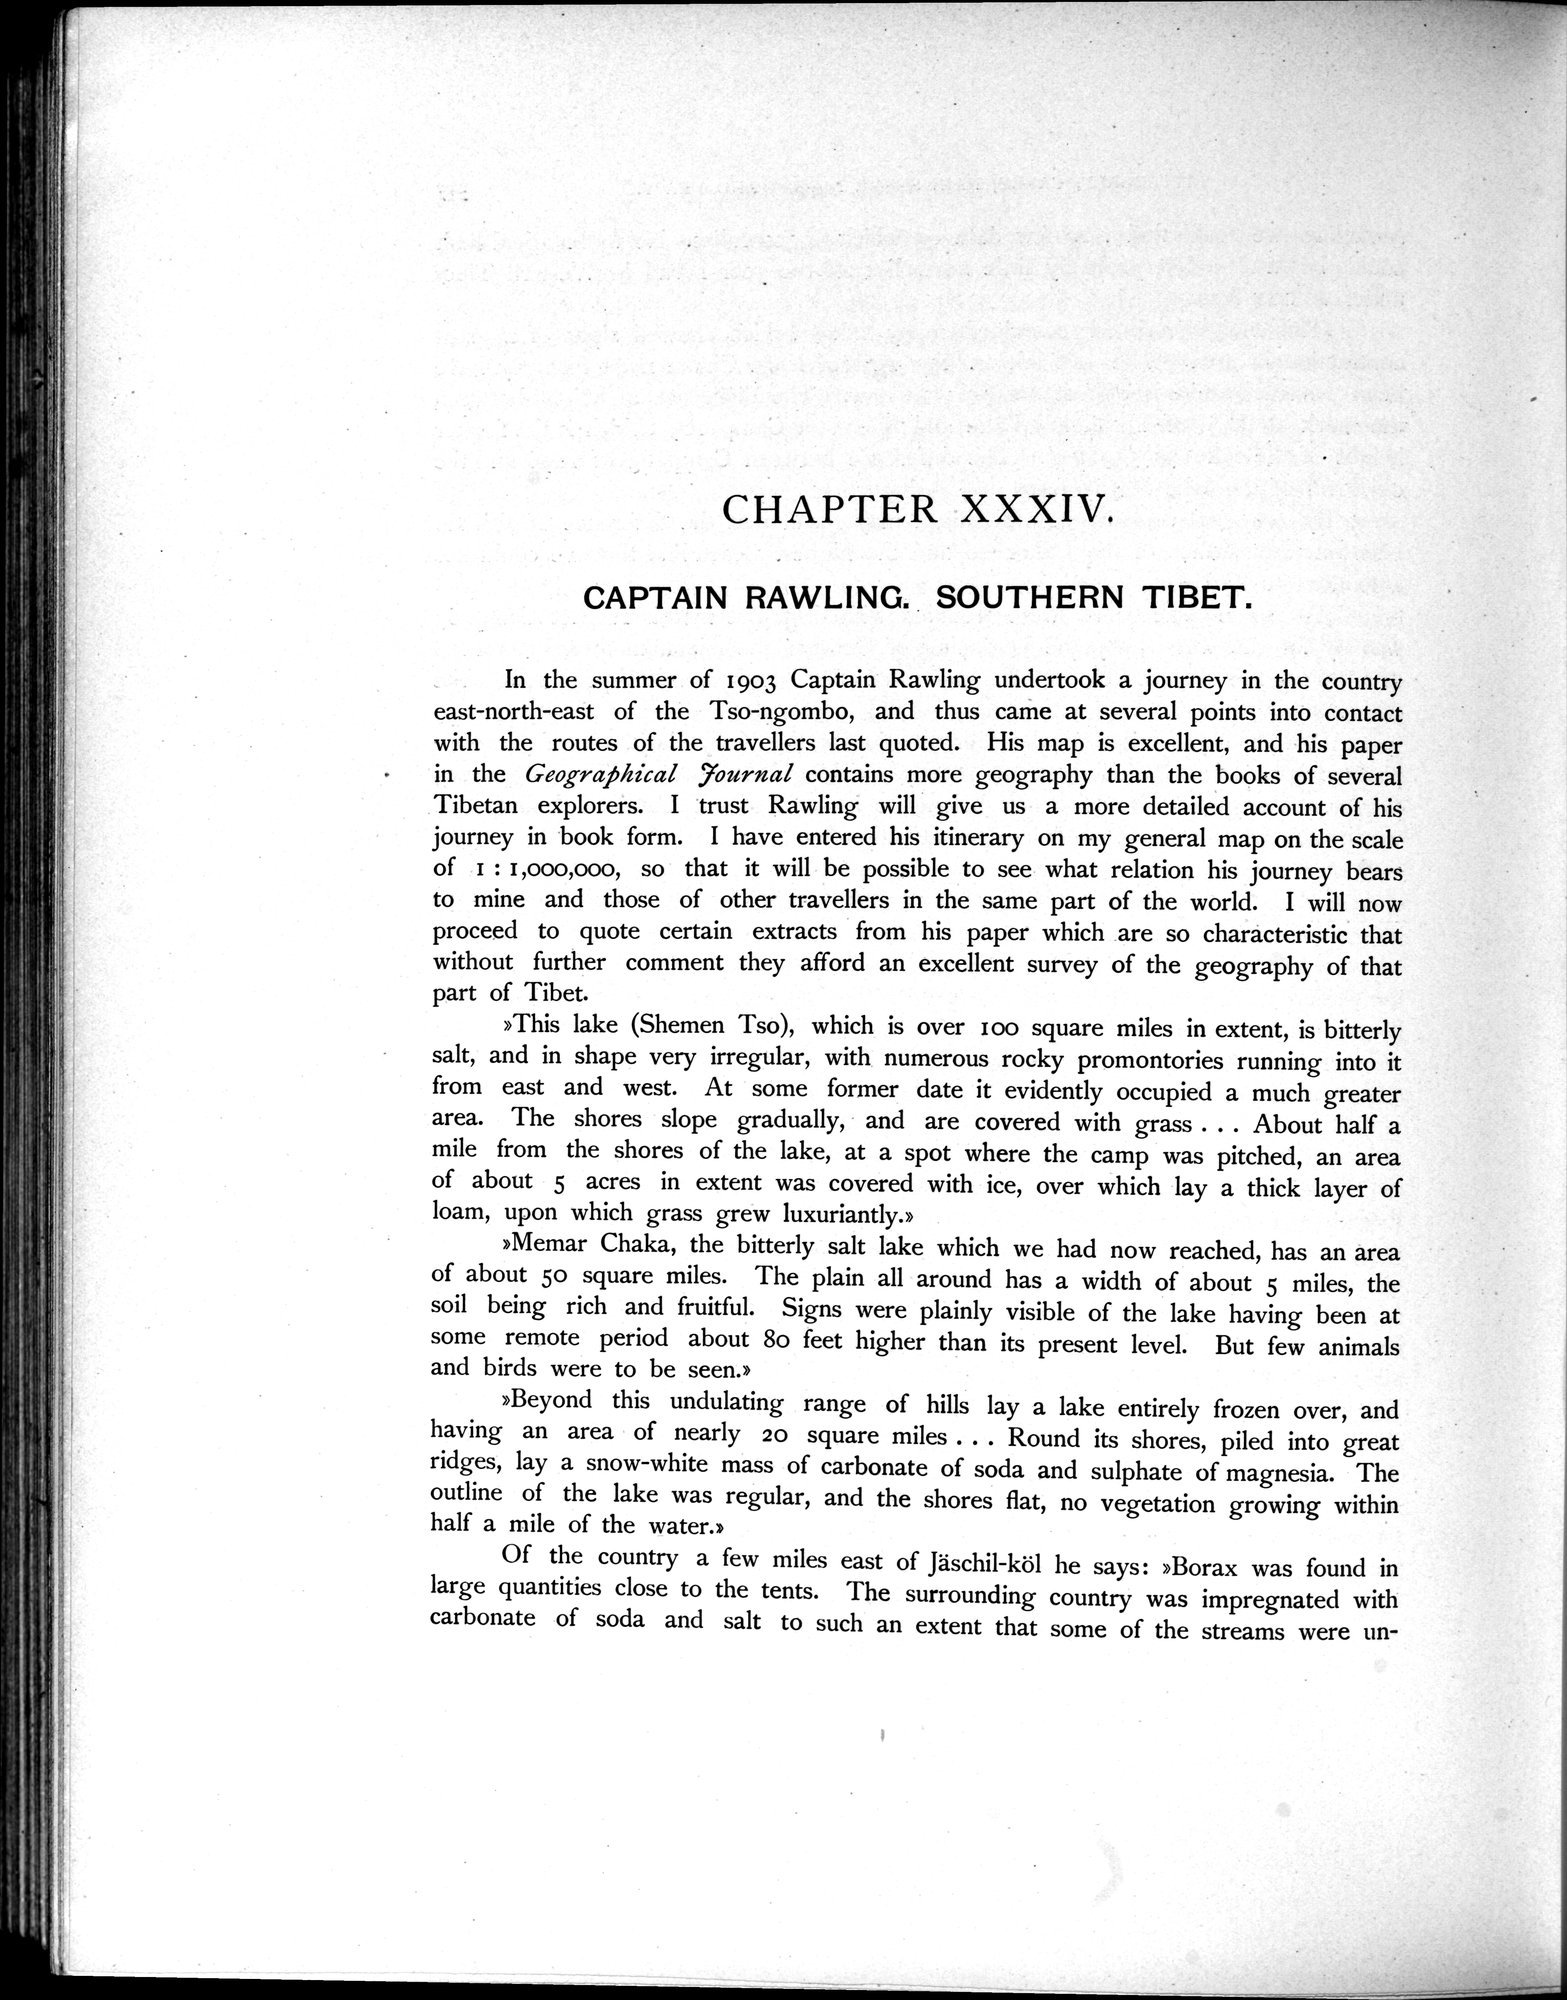 CHAPTER XXXIV.
CAPTAIN RAWLING. SOUTHERN TIBET.
In the summer of 1903 Captain Rawling undertook a journey in the country
east-north-east of the Tso-ngombo, and thus came at several points into contact
with the routes of the travellers last quoted. His map is excellent, and his paper
in the Geographical Journal contains more geography than the books of several
Tibetan explorers. I trust Rawling will give us a more detailed account of his
journey in book form. I have entered his itinerary on my general map on the scale
of 1 : 1,000,000, so that it will be possible to see what relation his journey bears
to mine and those of other travellers in the same part of the world. I will now
proceed to quote certain extracts from his paper which are so characteristic that
without further comment they afford an excellent survey of the geography of that
part of Tibet.
»This lake (Shemen Tso), which is over 100 square miles in extent, is bitterly
salt, and in shape very irregular, with numerous rocky promontories running into it
from east and west. At some former date it evidently occupied a much greater
area. The shores slope gradually, and are covered with grass . . . About half a
mile from the shores of the lake, at a spot where the camp was pitched, an area
of about 5 acres in extent was covered with ice, over which lay a thick layer of
loam, upon which grass grew luxuriantly.»
»Memar Chaka, the bitterly salt lake which we had now reached, has an area
of about 50 square miles. The plain all around has a width of about 5 miles, the
soil being rich and fruitful. Signs were plainly visible of the lake having been at
some remote period about 80 feet higher than its present level. But few animals
and birds were to be seen.»
»Beyond this undulating range of hills lay a lake entirely frozen over, and
having an area of nearly 20 square miles . . . Round its shores, piled into great
ridges, lay a snow-white mass of carbonate of soda and sulphate of magnesia. The
outline of the lake was regular, and the shores flat, no vegetation growing within
half a mile of the water.»
Of the country a few miles east of Jäschil-köl he says: »Borax was found in
large quantities close to the tents. The surrounding country was impregnated with
carbonate of soda and salt to such an extent that some of the streams were un-